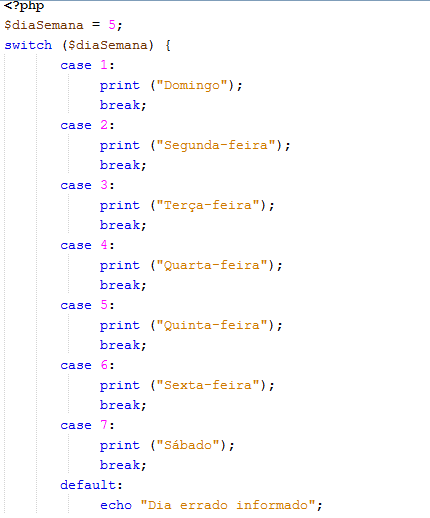 <?php
$diaSemana = 5;
switch ($diaSemana) {
case 1:
print ("Domingo");
break;
case 2:
print ("Segunda-feira");
break;
case 3:
print ("Terça-feira");
break;
case 4:
print ("Quarta-feira");
break;
case 5:
print ("Quinta-feira");
break;
case 6:
print ("Sexta-feira");
break;
case 7:
print ("Sábado");
break;
default:
echo "Dia errado informado";